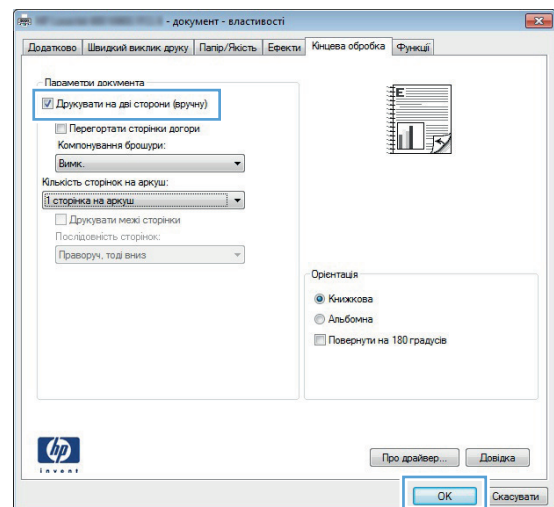 - документ - властивості
Додатково Швидкий виклик друку Папір/Якість Ефекти Кінцева обробка Функції
Параметри документа
Друкувати на дві сторони (вручну)
Перегортати сторінки догори
Компонування брошури:
Вимк.
Кількість сторінок на аркуш:
1 сторінка на аркуш
Друкувати межі сторінки
Послідовність сторінок:
Праворуч, тоді вниз
E
Орієнтація
Книжкова
Альбомна
Повернути на 180 градусів
hp
invent
Про драйвер... Довідка
OK Скасувати